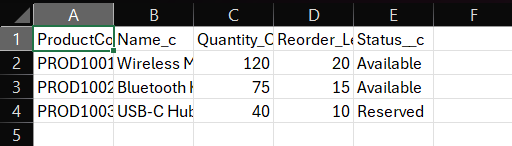 A B C D E F
1 ProductCo Name_c Quantity_C Reorder_Le Status__c
2 PROD1001 Wireless M 120 20 Available
3 PROD1002 Bluetooth 75 15 Available
4 PROD1003 USB-C Hub 40 10 Reserved
5